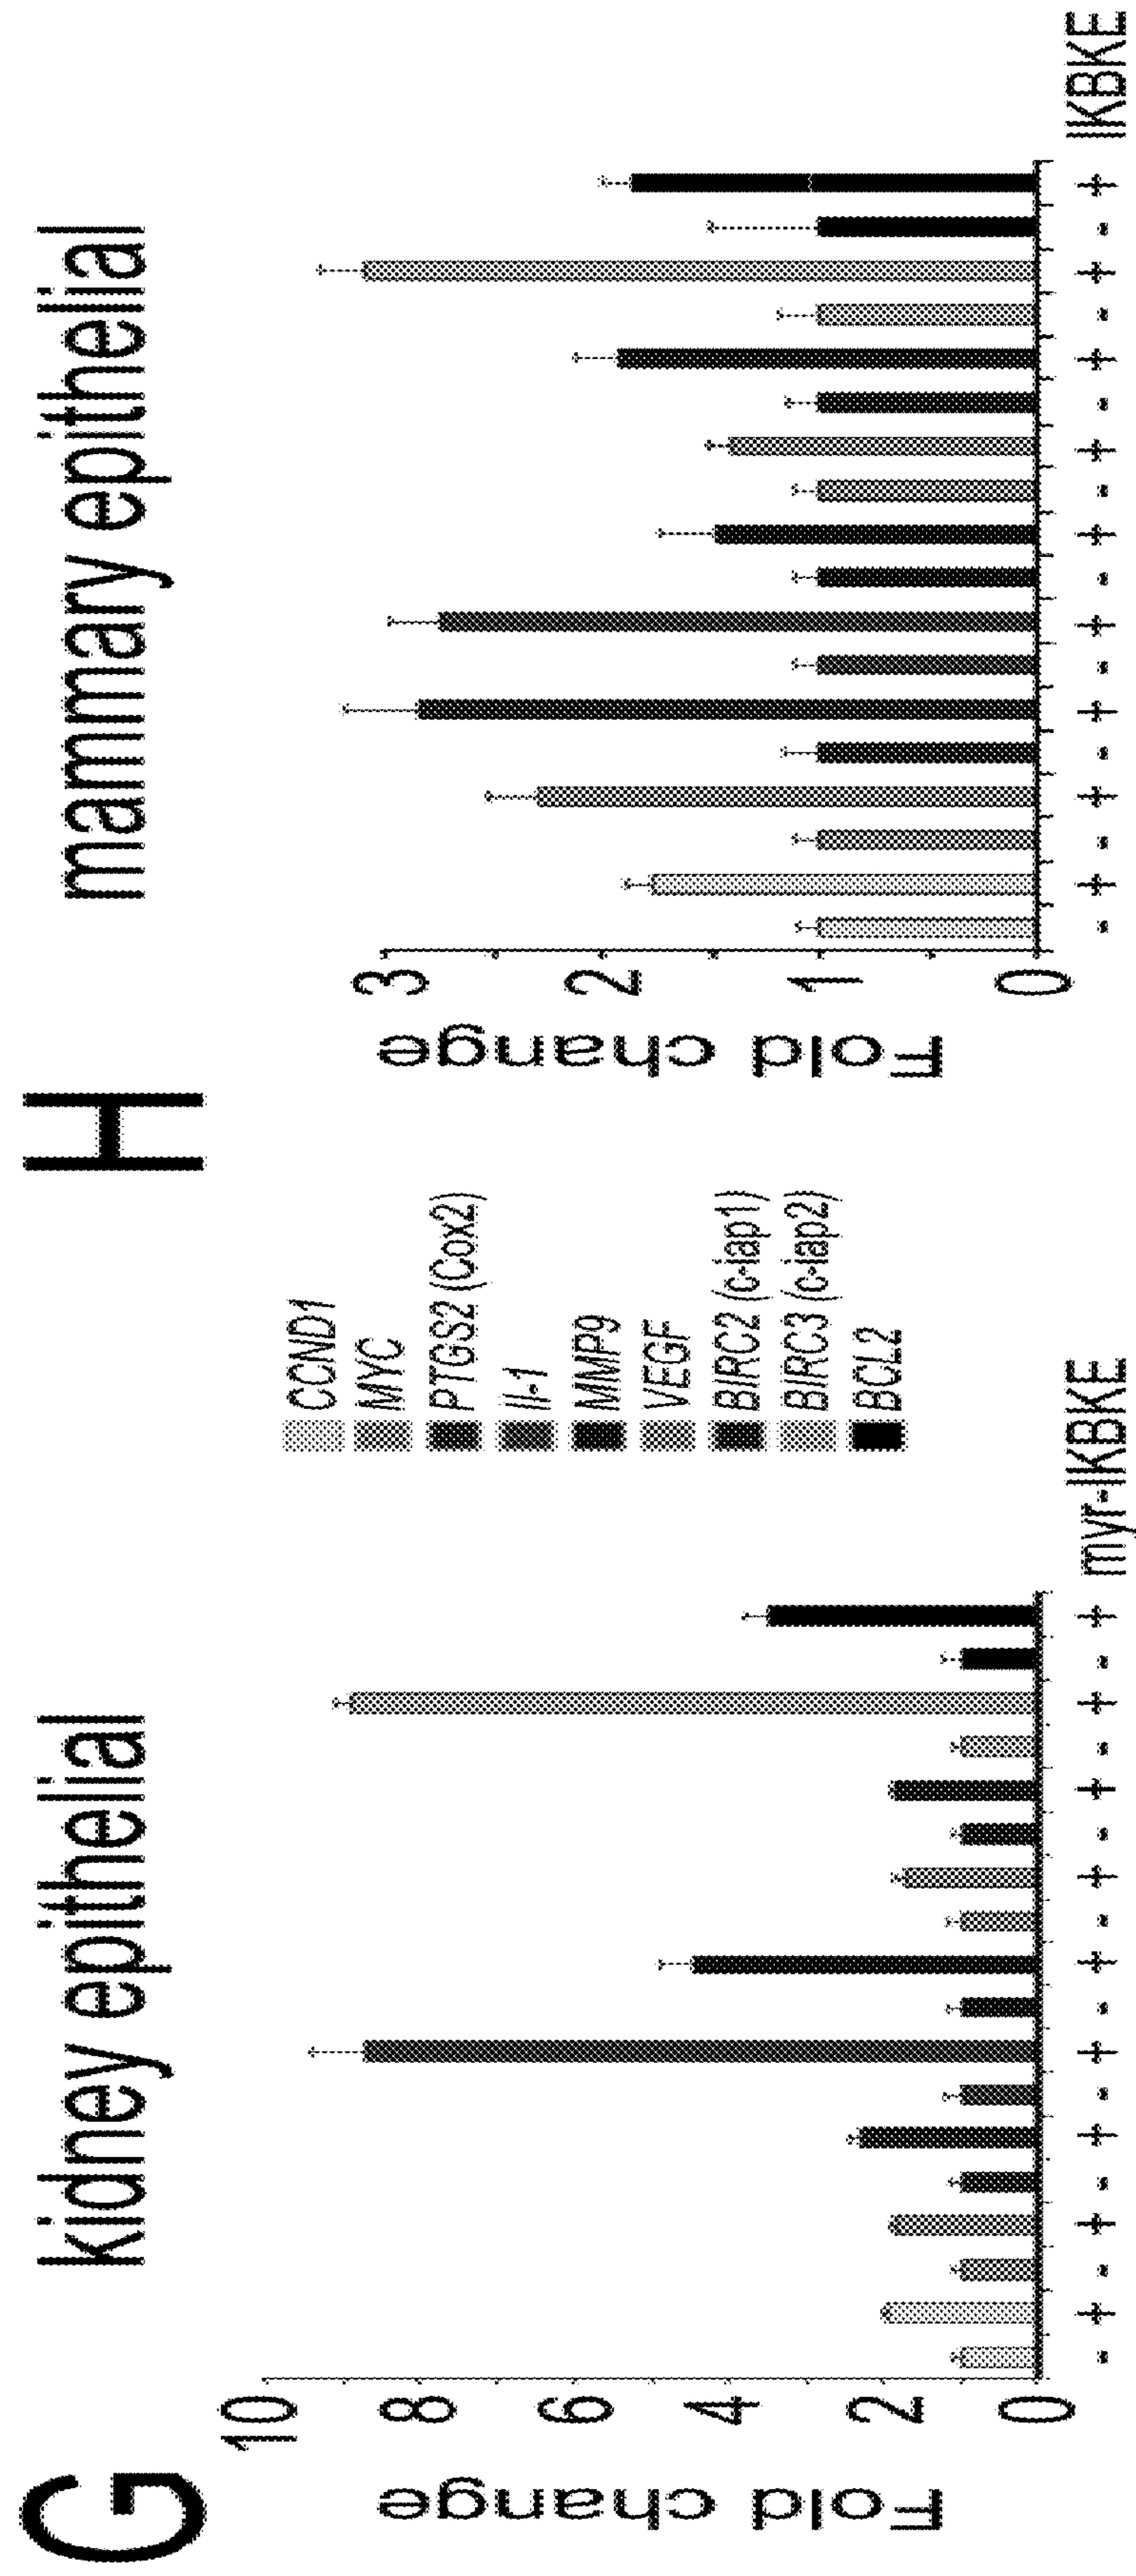 G
kidney epithelial
Fold change
10
8
6
4
2
0
- + - + - + - + - + - + - + - + - +
myr-IKBKE
CCND1
MYC
PTGS2 (Cox2)
Il-1
MMP9
VEGF
BIRC2 (c-iap1)
BIRC3 (c-iap2)
BCL2
H
mammary epithelial
Fold change
3
2
1
0
- + - + - + - + - + - + - + - + - +
IKBKE